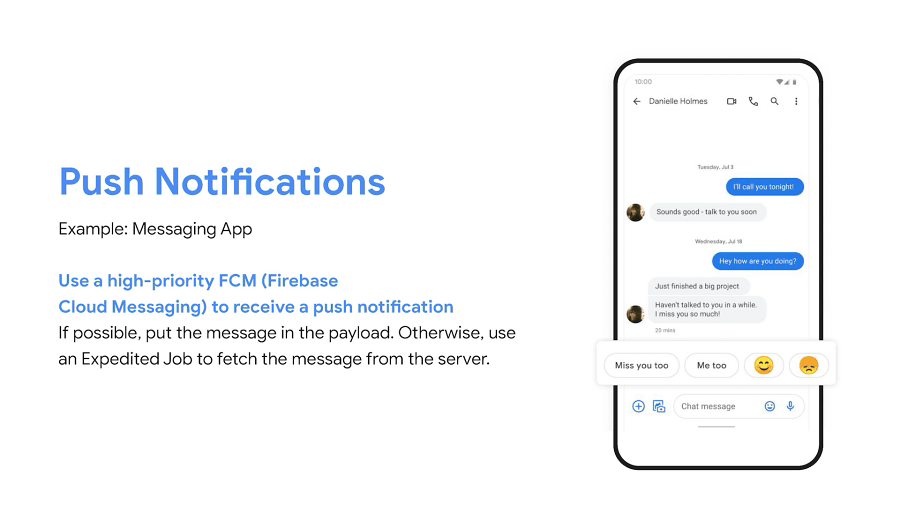 Push Notifications
Example: Messaging App
Use a high-priority FCM (Firebase
Cloud Messaging) to receive a push notification
If possible, put the message in the payload. Otherwise, use
an Expedited Job to fetch the message from the server.
10:00
Danielle Holmes
Tuesday, Jul 3
I'll call you tonight!
Sounds good - talk to you soon
Wednesday, Jul 18
Hey how are you doing?
Just finished a big project
Haven't talked to you in a while.
I miss you so much!
20 mins
Miss you too
Me too
Chat message